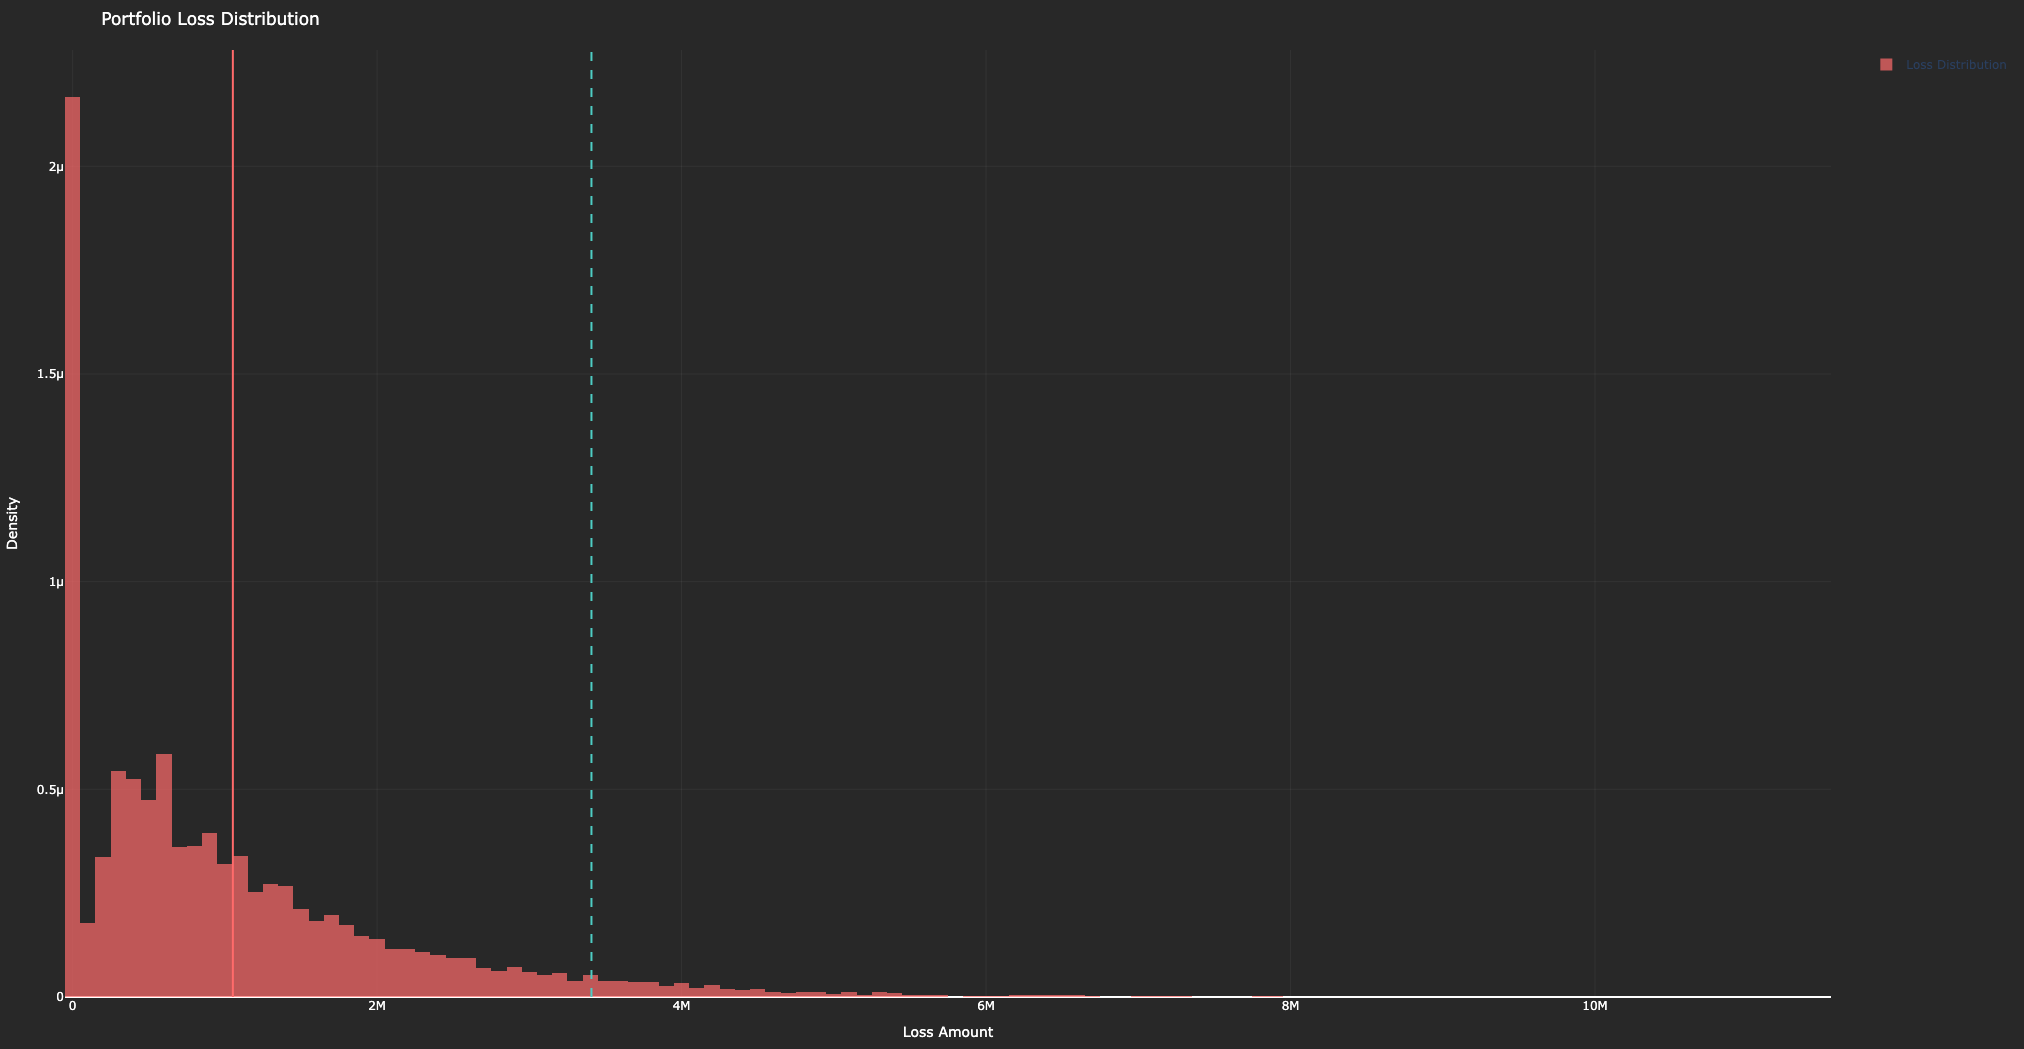 Portfolio Loss Distribution
Loss Distribution
2μ
1.5μ
1μ
0.5μ
0
Density
0
2M
4M
6M
8M
10M
Loss Amount